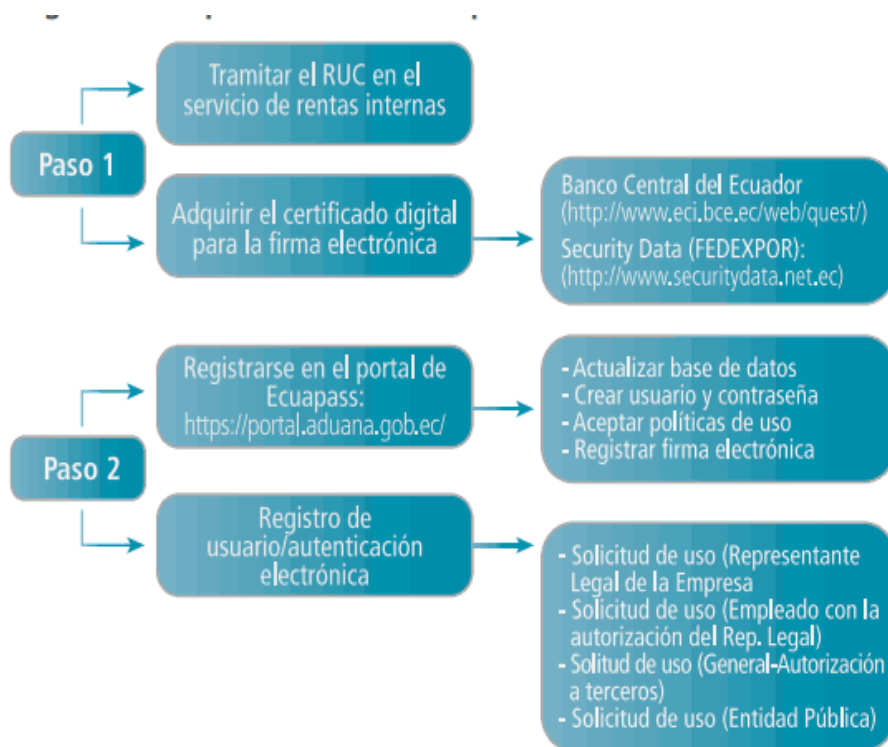 Tramitar el RUC en el
servicio de rentas internas
Paso 1
Adquirir el certificado digital
para la firma electrónica
Banco Central del Ecuador
(http://www.eci.bce.ec/web/quest/)
Security Data (FEDEXPOR):
(http://www.securitydata.net.ec)
Registrarse en el portal de
Ecuapass:
https://portal.aduana.gob.ec/
- Actualizar base de datos
- Crear usuario y contraseña
- Aceptar políticas de uso
- Registrar firma electrónica
Paso 2
Registro de
usuario/autenticación
electrónica
- Solicitud de uso (Representante
Legal de la Empresa
- Solicitud de uso (Empleado con la
autorización del Rep. Legal)
- Solitud de uso (General-Autorización
a terceros)
- Solicitud de uso (Entidad Pública)